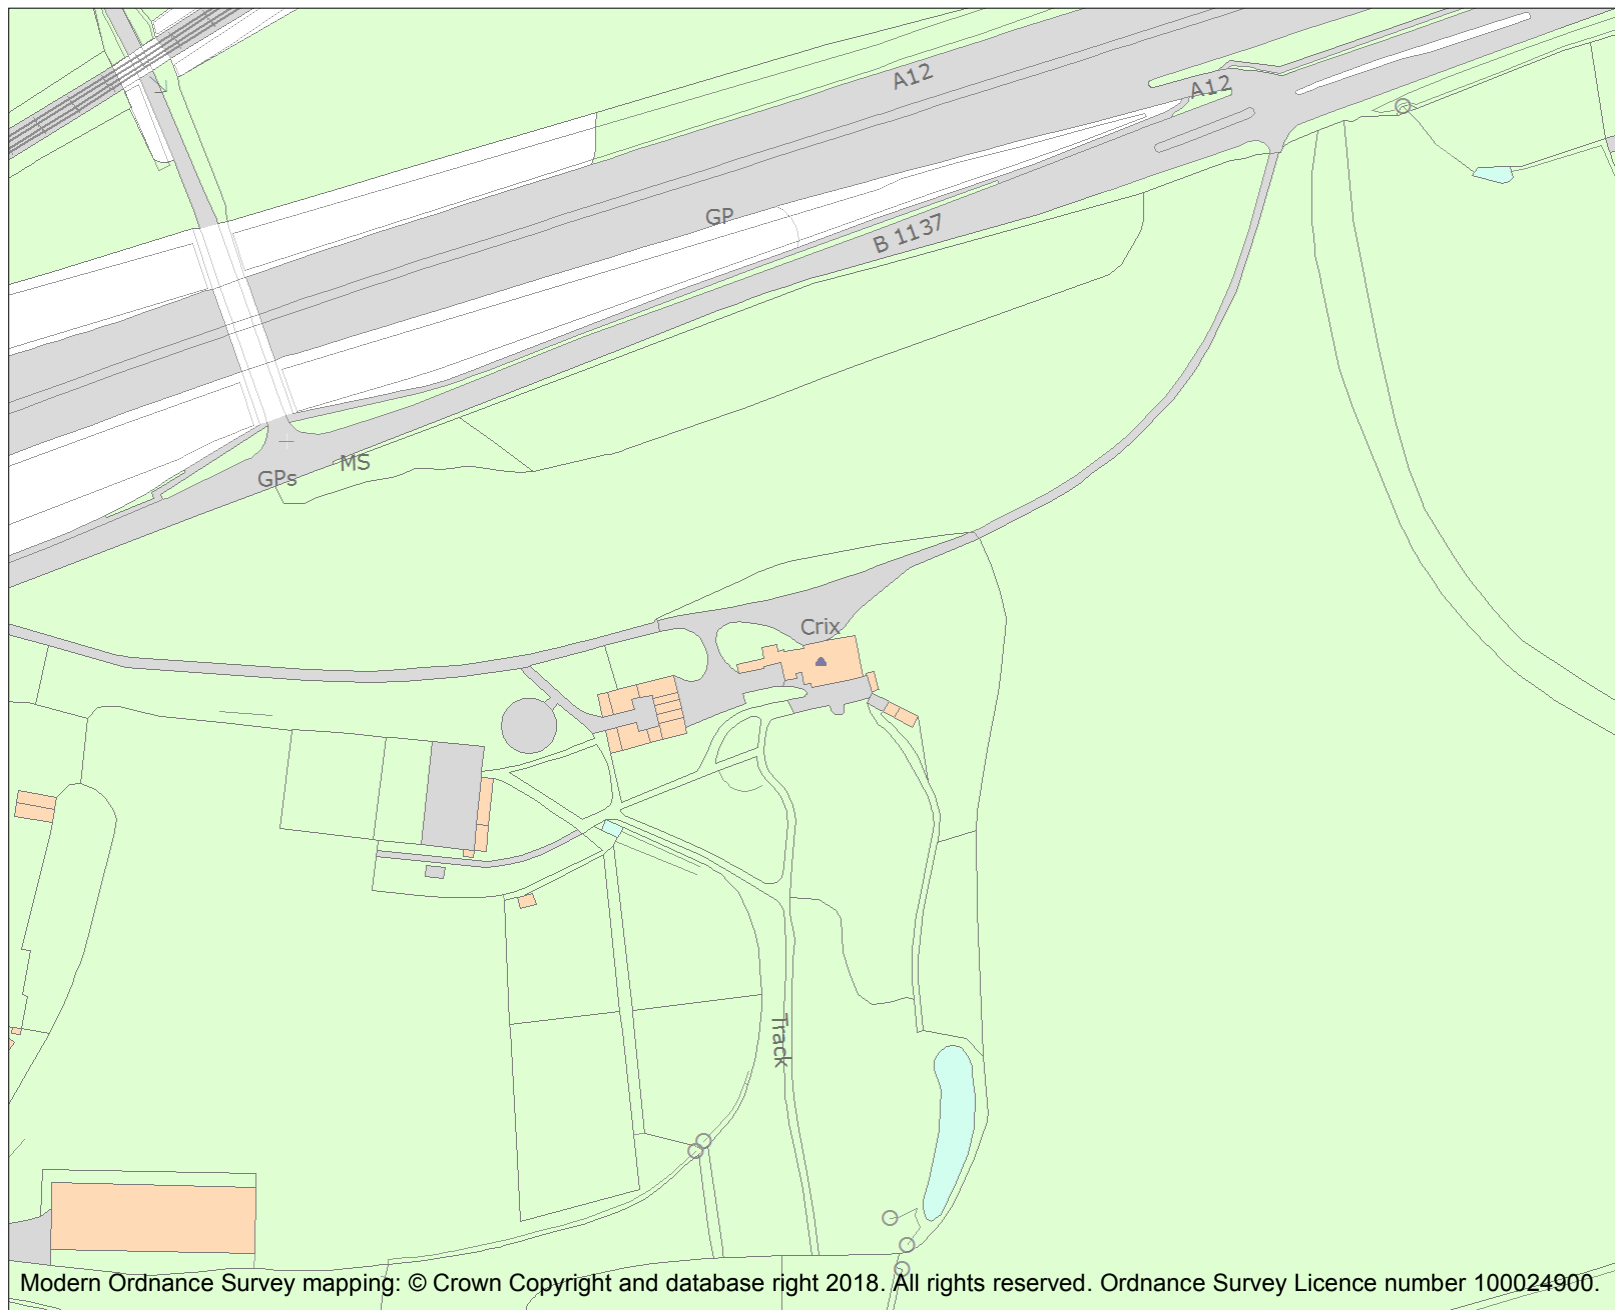 A12
A12
GP
B 1137
MS
GPs
Crix
Track
Modern Ordnance Survey mapping: © Crown Copyright and database right 2018. All rights reserved. Ordnance Survey Licence number 100024900.